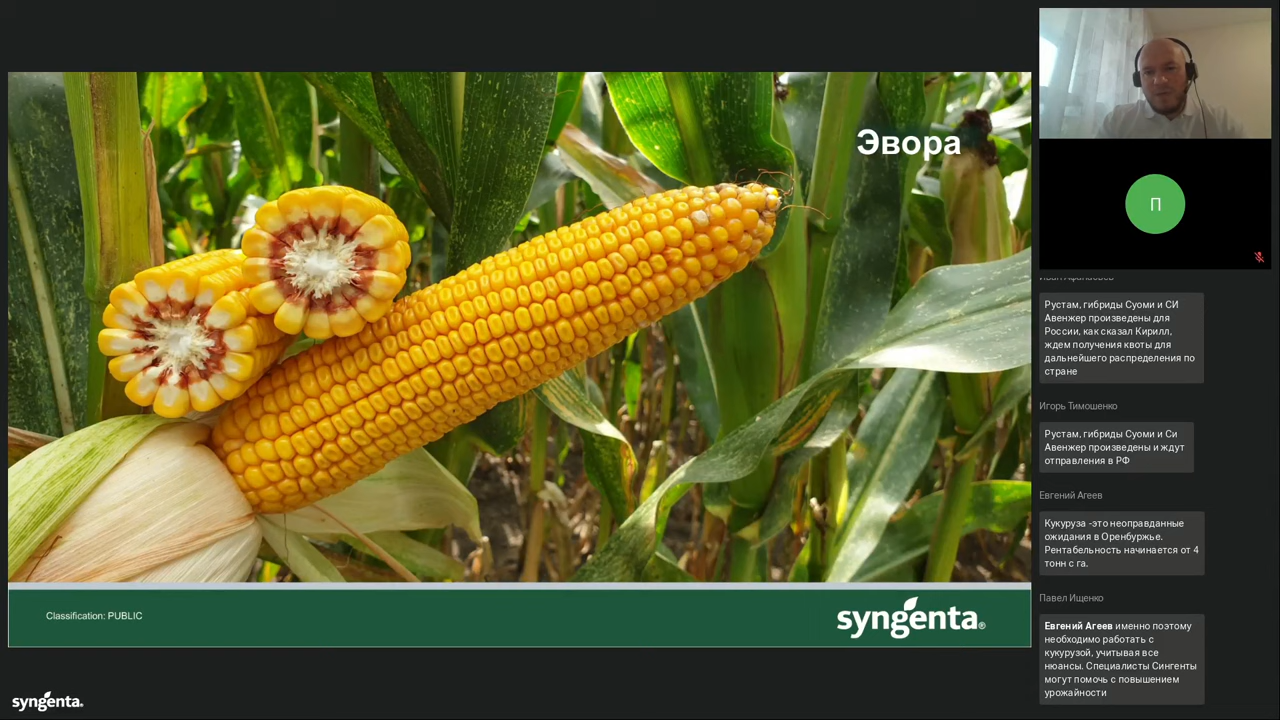 Эвора
Classification: PUBLIC
syngenta®
syngenta.
П
Рустам, гибриды Суоми и СИ
Авенжер произведены для
России, как сказал Кирилл,
ждем получения квоты для
дальнейшего распределения по
стране
Игорь Тимошенко
Рустам, гибриды Суоми и Си
Авенжер произведены и ждут
отправления в РФ
Евгений Агеев
Кукуруза -это неоправданные
ожидания в Оренбуржье.
Рентабельность начинается от 4
тонн с га.
Павел Ищенко
Евгений Агеев именно поэтому
необходимо работать с
кукурузой, учитывая все
нюансы. Специалисты Сингенты
могут помочь с повышением
урожайности